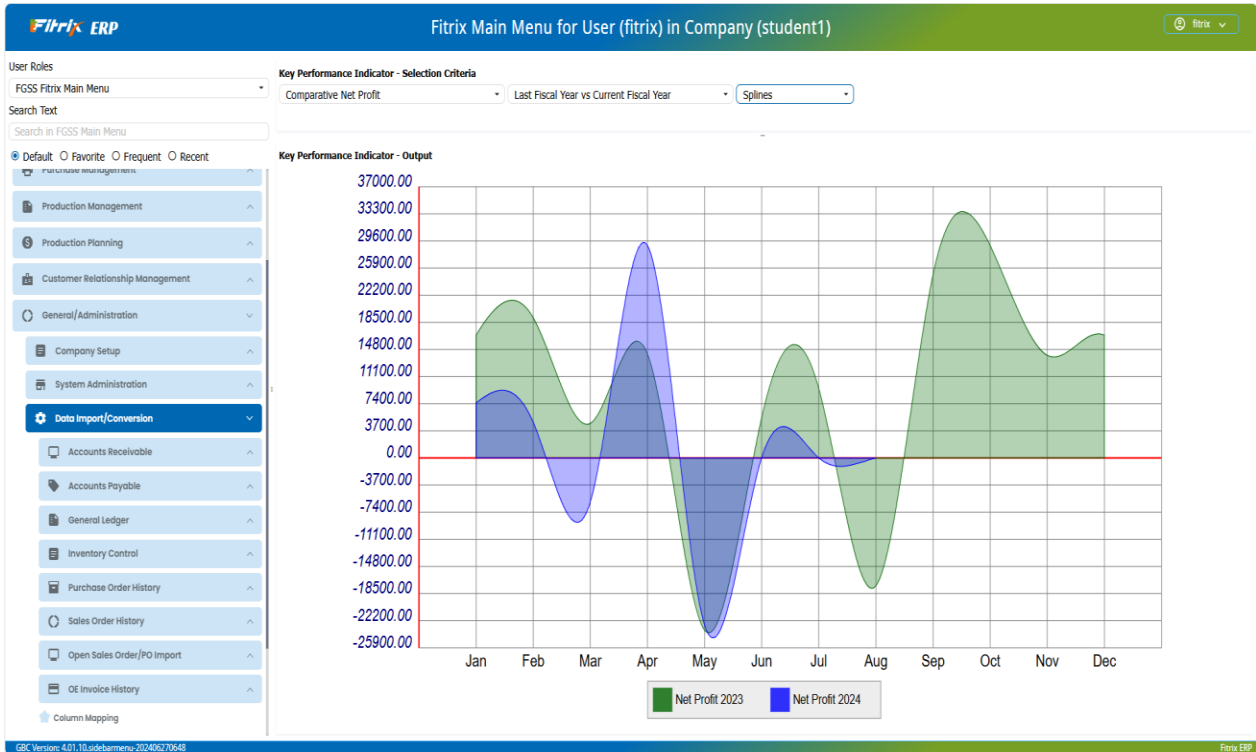 Fitrix ERP
Fitrix Main Menu for User (fitrix) in Company (student1)
fitrix
User Roles
FGSS Fitrix Main Menu
Search Text
Search in FGSS Main Menu
Default Favorite Frequent Recent
Purchase Management
Production Management
Production Planning
Customer Relationship Management
General/Administration
Company Setup
System Administration
Data Import/Conversion
Accounts Receivable
Accounts Payable
General Ledger
Inventory Control
Purchase Order History
Sales Order History
Open Sales Order/PO Import
OE Invoice History
Column Mapping
Key Performance Indicator - Selection Criteria
Comparative Net Profit
Last Fiscal Year vs Current Fiscal Year
Splines
Key Performance Indicator - Output
37000.00
33300.00
29600.00
25900.00
22200.00
18500.00
14800.00
11100.00
7400.00
3700.00
0.00
-3700.00
-7400.00
-11100.00
-14800.00
-18500.00
-22200.00
-25900.00
Jan Feb Mar Apr May Jun Jul Aug Sep Oct Nov Dec
Net Profit 2023 Net Profit 2024
GBC Version: 4.01.10.sidebarmenu-202406270648
Fitrix ERP